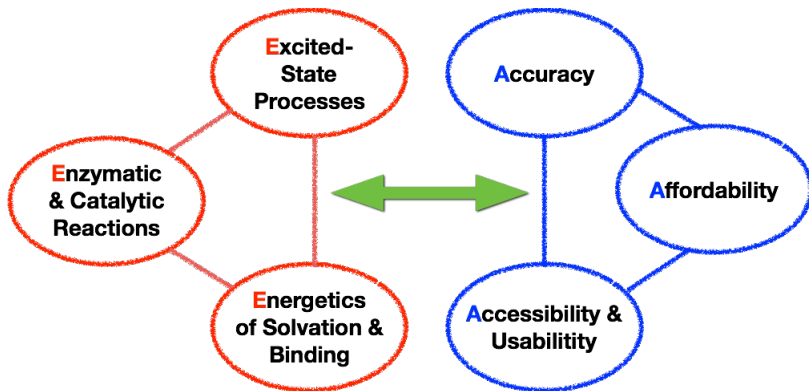 Excited-
State
Processes
Accuracy
Enzymatic
& Catalytic
Reactions
Affordability
Energetics
of Solvation &
Binding
Accessibility &
Usabilitity